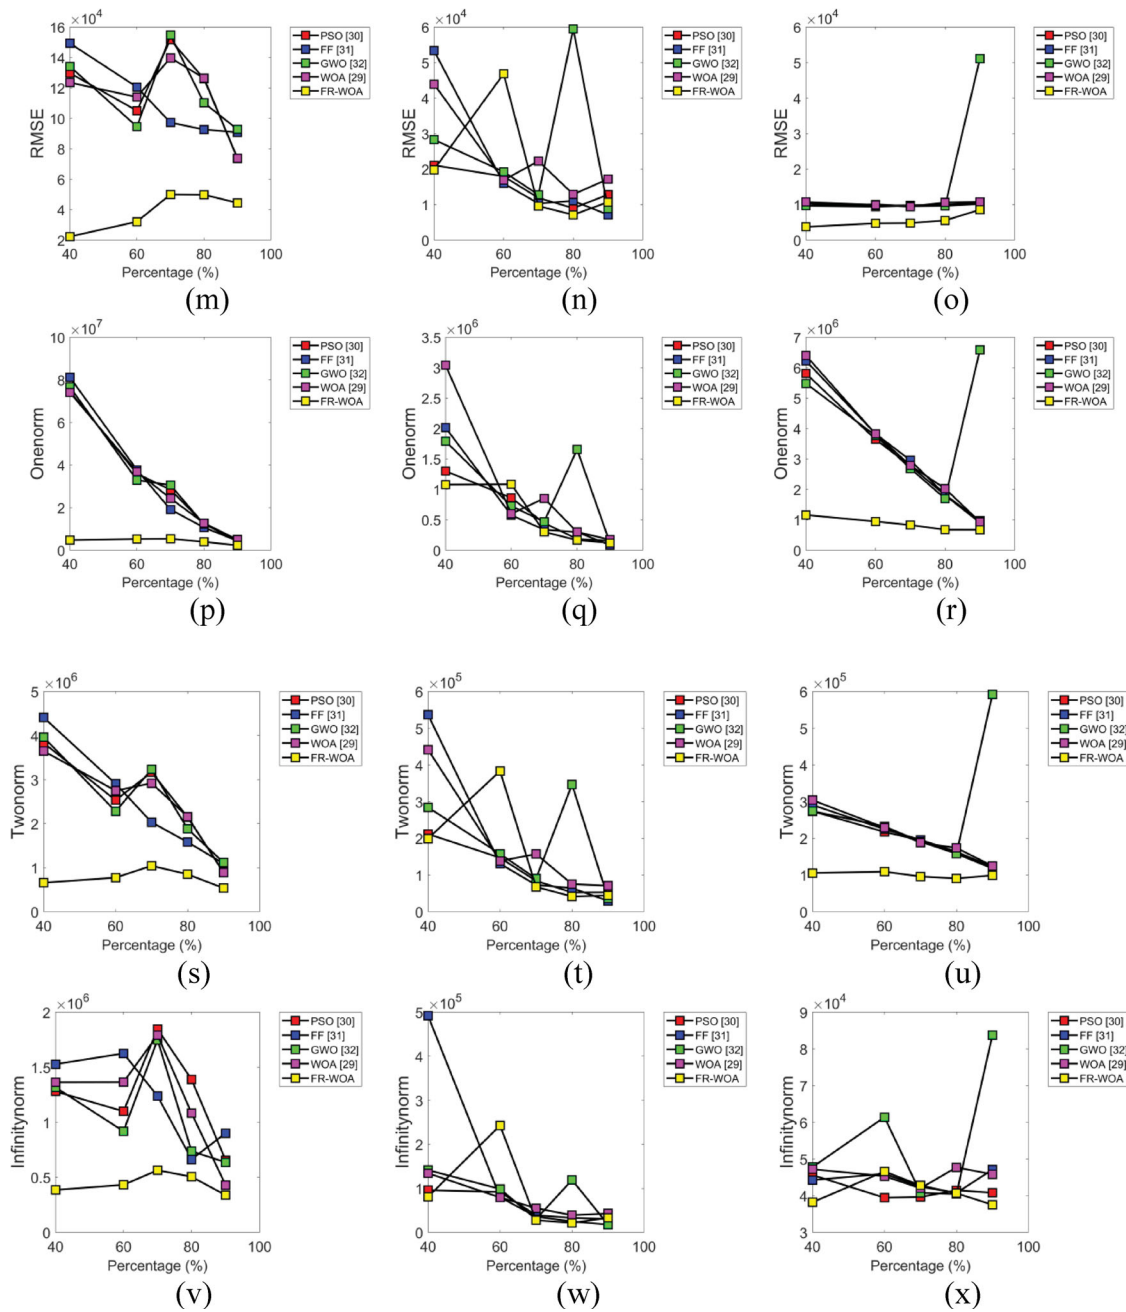 ×10⁴
16
14
12
10
8
6
4
2
RMSE
40 60 80 100
Percentage (%)
PSO [30]
FF [31]
GWO [32]
WOA [29]
FR-WOA
(m)
×10⁴
6
5
4
3
2
1
0
RMSE
40 60 80 100
Percentage (%)
PSO [30]
FF [31]
GWO [32]
WOA [29]
FR-WOA
(n)
×10⁴
6
5
4
3
2
1
0
RMSE
40 60 80 100
Percentage (%)
PSO [30]
FF [31]
GWO [32]
WOA [29]
FR-WOA
(o)
×10⁷
10
8
6
4
2
0
Onenorm
40 60 80 100
Percentage (%)
PSO [30]
FF [31]
GWO [32]
WOA [29]
FR-WOA
(p)
×10⁶
3.5
3
2.5
2
1.5
1
0.5
0
Onenorm
40 60 80 100
Percentage (%)
PSO [30]
FF [31]
GWO [32]
WOA [29]
FR-WOA
(q)
×10⁶
7
6
5
4
3
2
1
0
Onenorm
40 60 80 100
Percentage (%)
PSO [30]
FF [31]
GWO [32]
WOA [29]
FR-WOA
(r)
×10⁶
5
4
3
2
1
0
Twonorm
40 60 80 100
Percentage (%)
PSO [30]
FF [31]
GWO [32]
WOA [29]
FR-WOA
(s)
×10⁵
6
5
4
3
2
1
0
Twonorm
40 60 80 100
Percentage (%)
PSO [30]
FF [31]
GWO [32]
WOA [29]
FR-WOA
(t)
×10⁵
6
5
4
3
2
1
0
Twonorm
40 60 80 100
Percentage (%)
PSO [30]
FF [31]
GWO [32]
WOA [29]
FR-WOA
(u)
×10⁶
2
1.5
1
0.5
0
Infinitynorm
40 60 80 100
Percentage (%)
PSO [30]
FF [31]
GWO [32]
WOA [29]
FR-WOA
(v)
×10⁵
5
4
3
2
1
0
Infinitynorm
40 60 80 100
Percentage (%)
PSO [30]
FF [31]
GWO [32]
WOA [29]
FR-WOA
(w)
×10⁴
9
8
7
6
5
4
3
Infinitynorm
40 60 80 100
Percentage (%)
PSO [30]
FF [31]
GWO [32]
WOA [29]
FR-WOA
(x)